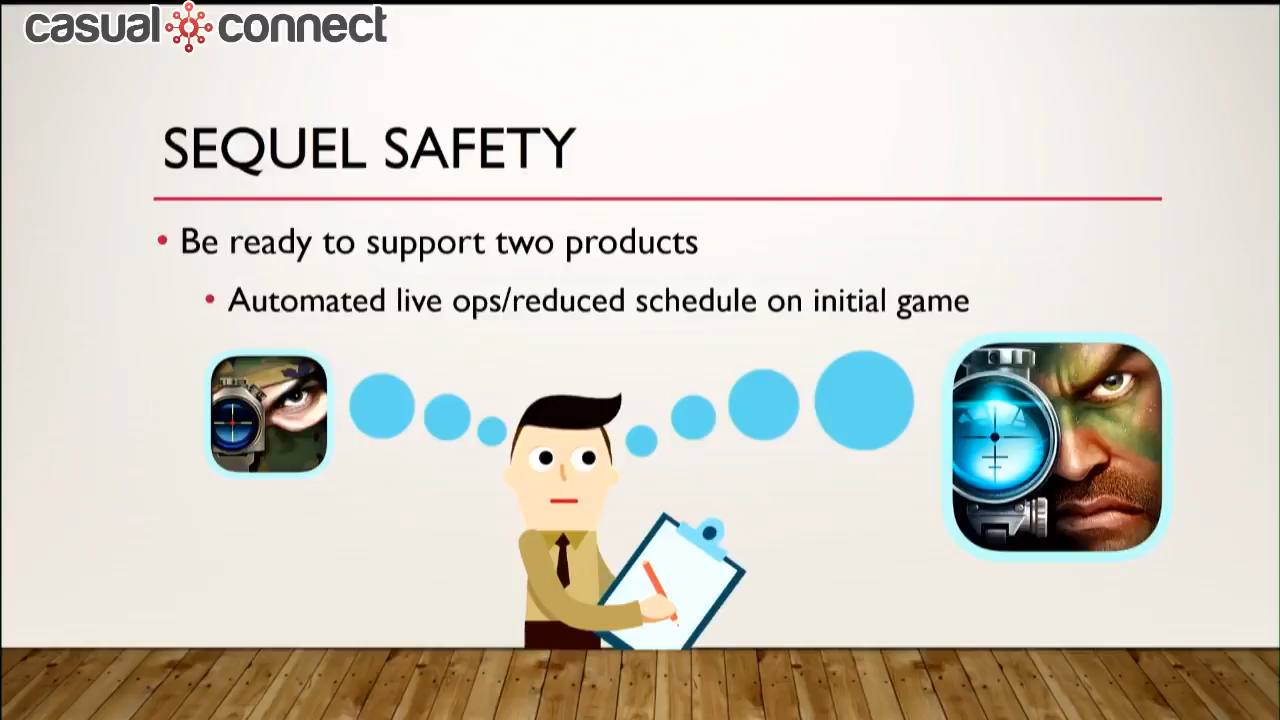 casual connect
SEQUEL SAFETY
• Be ready to support two products
• Automated live ops/reduced schedule on initial game